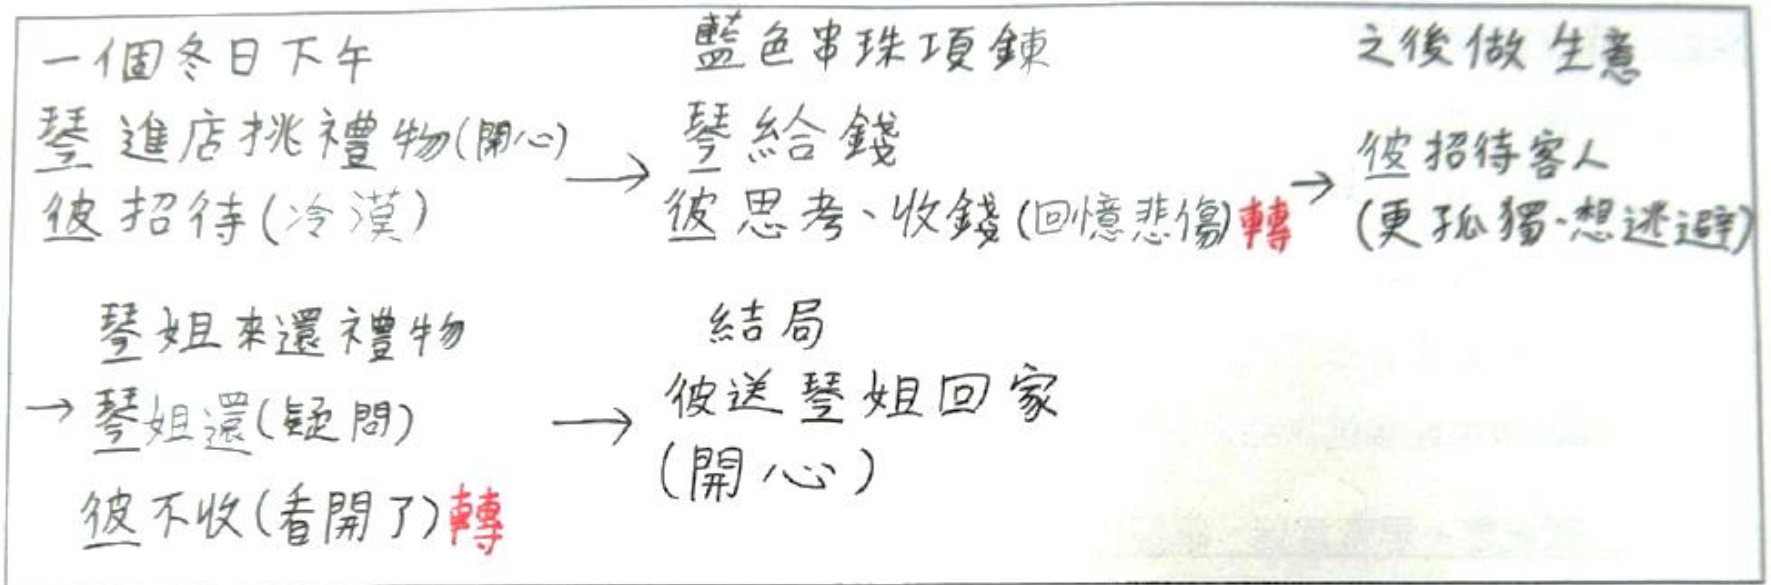 一個冬日下午
琴進店挑禮物(開心)
彼招待(冷漠)
→
藍色串珠項鍊
琴給錢
彼思考、收錢(回憶悲傷)轉
→
之後做生意
彼招待客人
(更孤獨、想逃避)
→
琴姐來還禮物
琴姐還(疑問)
彼不收(看開了)轉
→
結局
彼送琴姐回家
(開心)